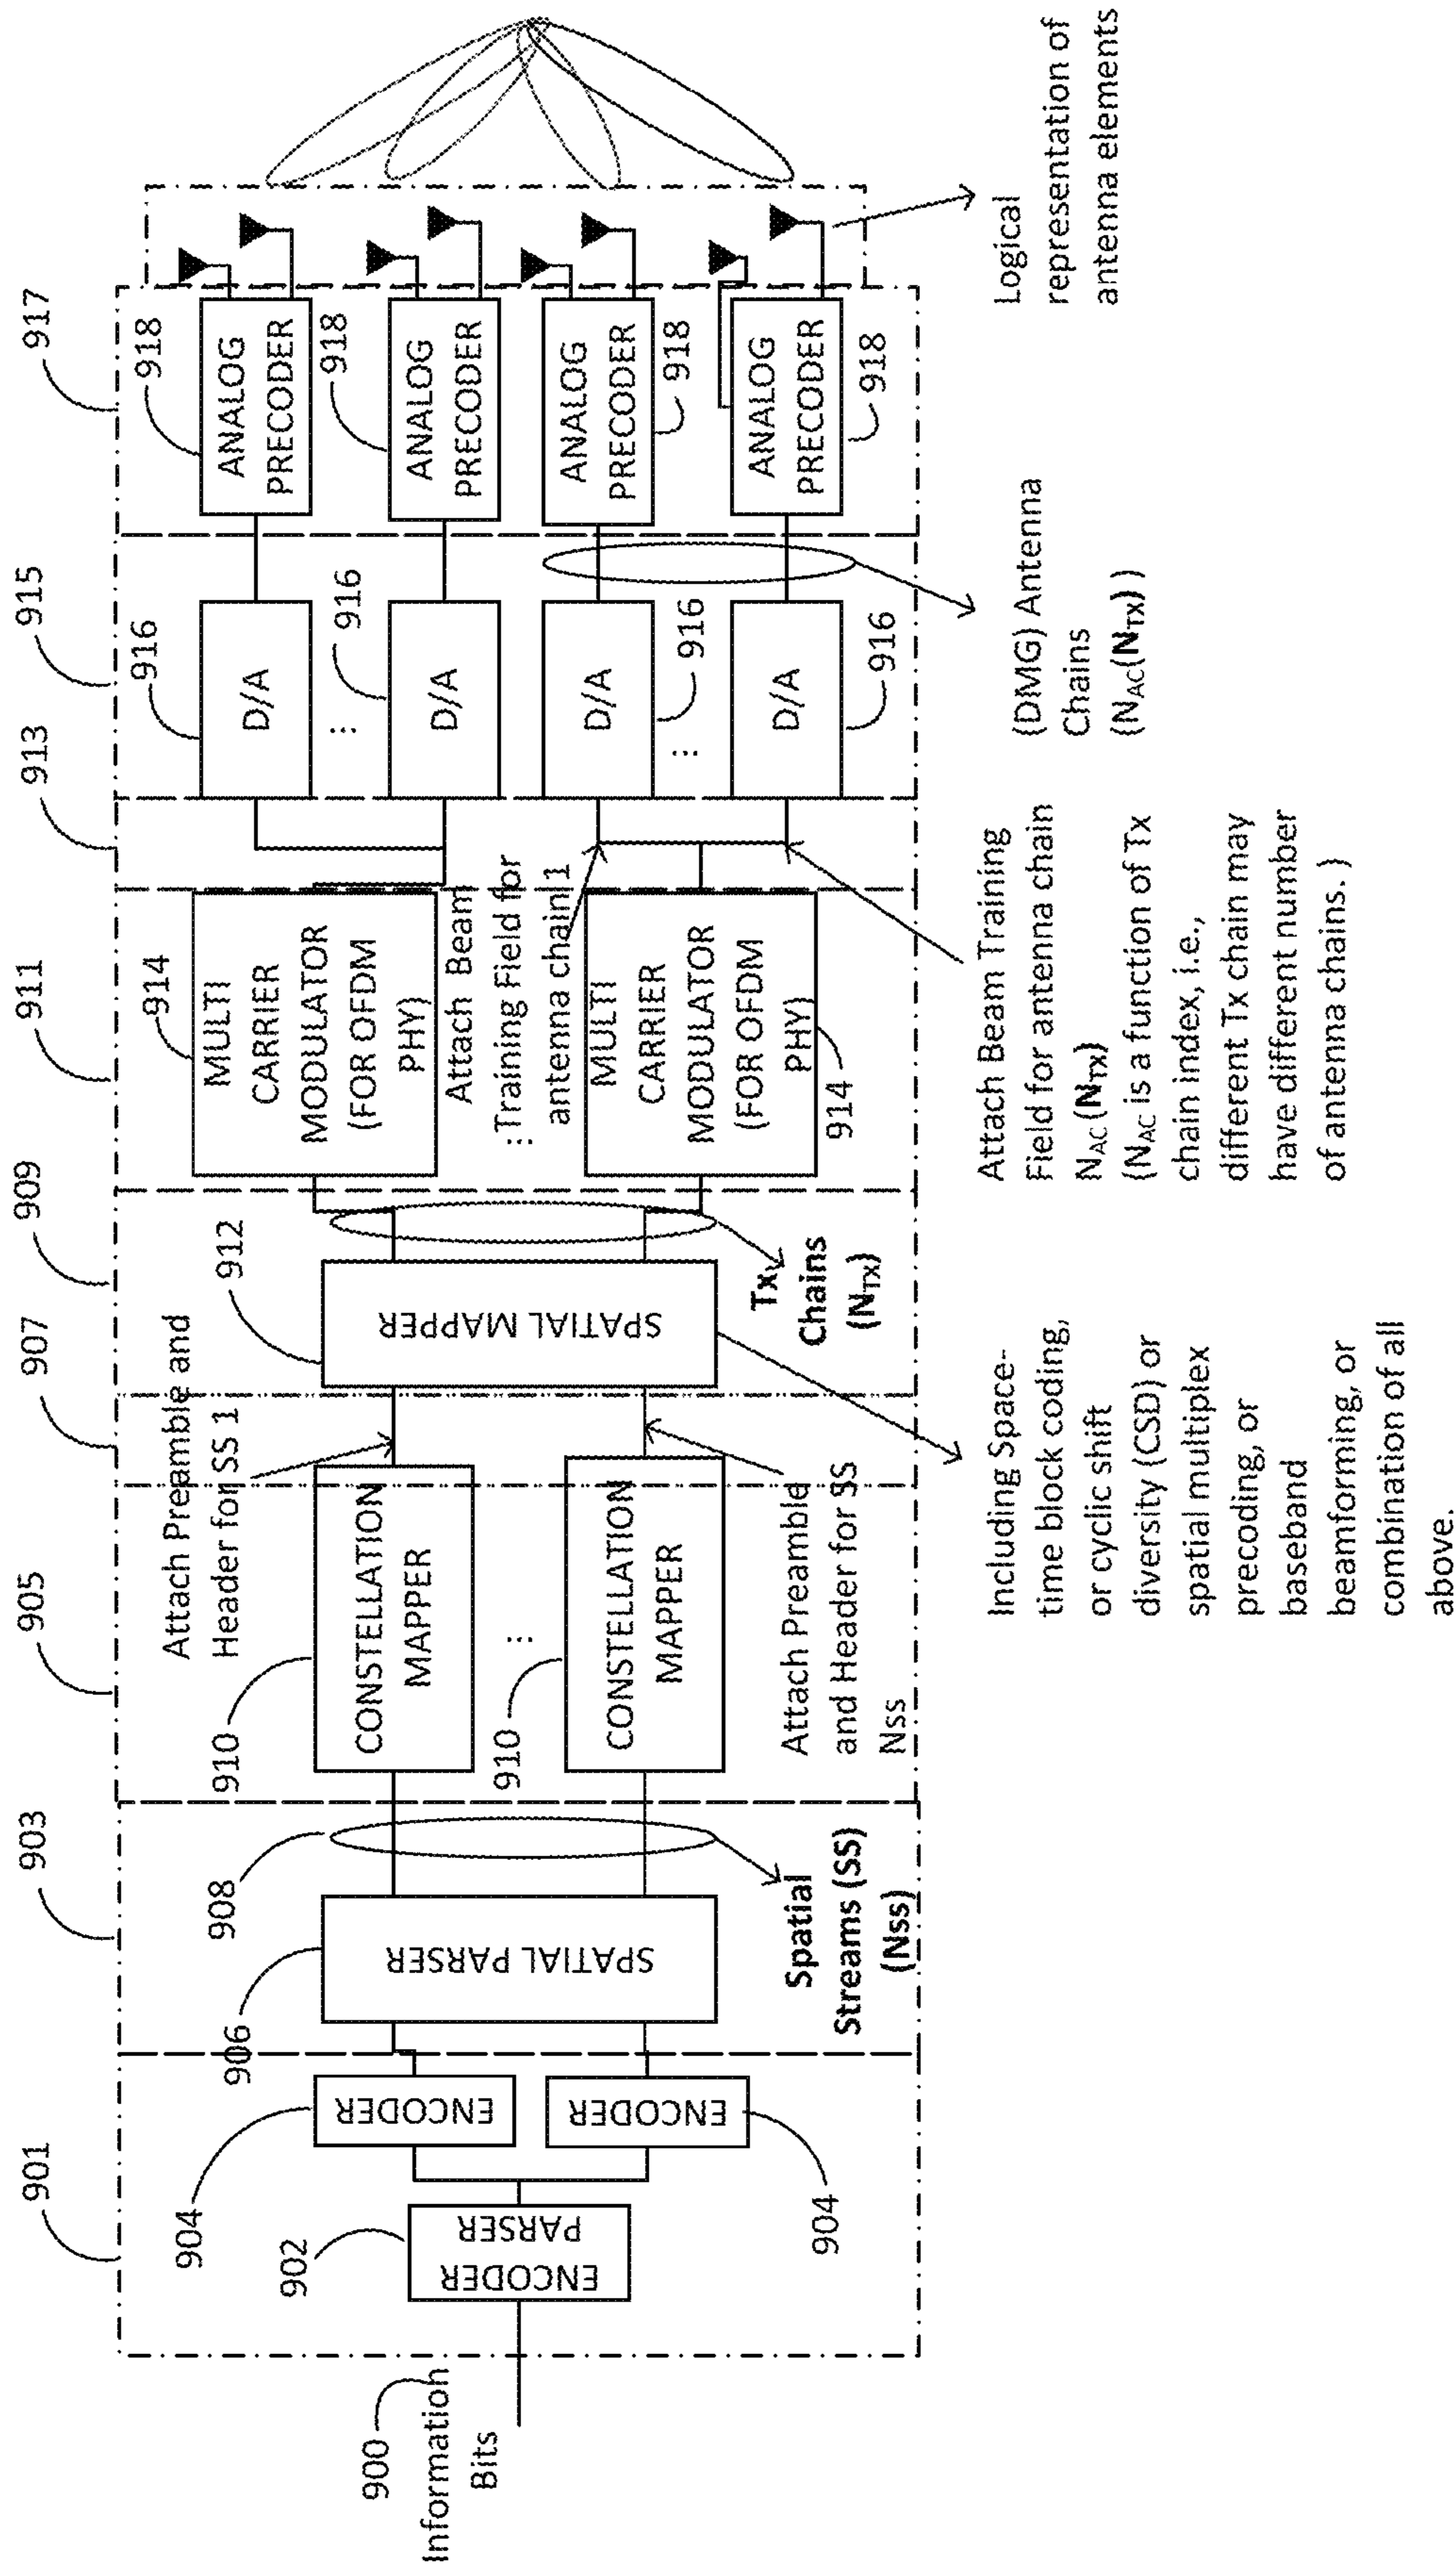 901
903
905
907
909
911
913
915
917
900
Information
Bits
902
ENCODER
PARSER
904
ENCODER
ENCODER
904
906
SPATIAL PARSER
908
Spatial
Streams (SS)
(Nss)
Attach Preamble and
Header for SS 1
910
CONSTELLATION
MAPPER
...
910
CONSTELLATION
MAPPER
Attach Preamble
and Header for SS
Nss
912
SPATIAL MAPPER
Tx
Chains
(NTX)
Including Space-
time block coding,
or cyclic shift
diversity (CSD) or
spatial multiplex
precoding, or
baseband
beamforming, or
combination of all
above.
914
MULTI
CARRIER
MODULATOR
(FOR OFDM
PHY)
Attach Beam
Training Field for
antenna chain 1
...
MULTI
CARRIER
MODULATOR
(FOR OFDM
PHY)
914
Attach Beam Training
Field for antenna chain
NAC (NTX)
(NAC is a function of Tx
chain index, i.e.,
different Tx chain may
have different number
of antenna chains. )
916
D/A
...
916
D/A
D/A
916
...
D/A
916
(DMG) Antenna
Chains
(NAC(NTX) )
918
ANALOG
PRECODER
918
ANALOG
PRECODER
ANALOG
PRECODER
918
ANALOG
PRECODER
918
Logical
representation of
antenna elements